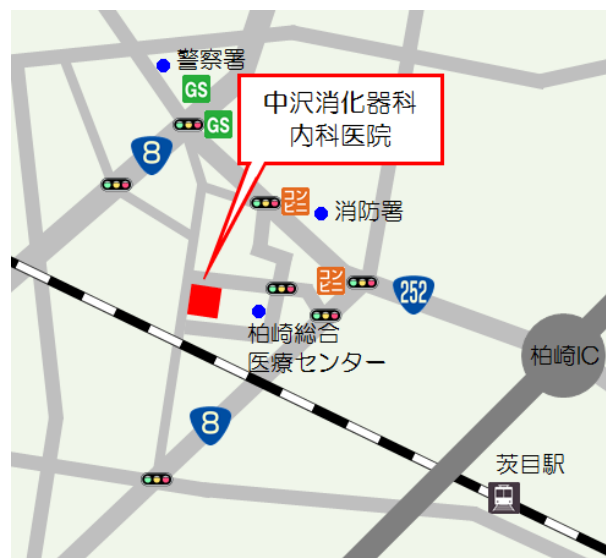 警察署
GS
GS
中沢消化器科
内科医院
8
コン
ビニ
消防署
コン
ビニ
252
柏崎総合
医療センター
柏崎IC
8
茨目駅